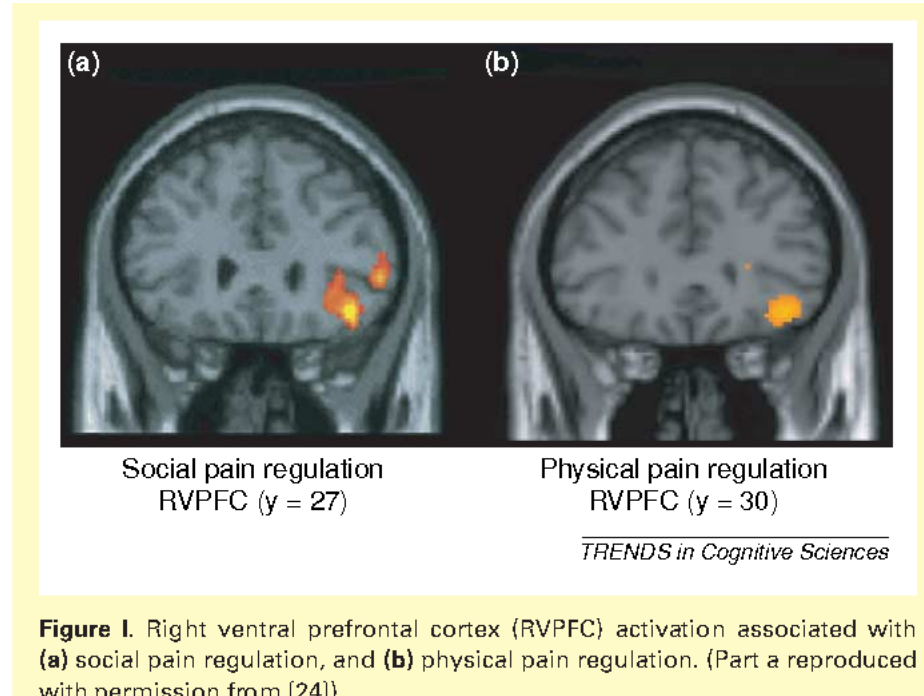 (a)
(b)
Social pain regulation
RVPFC (y = 27)
Physical pain regulation
RVPFC (y = 30)
TRENDS in Cognitive Sciences
Figure I. Right ventral prefrontal cortex (RVPFC) activation associated with
(a) social pain regulation, and (b) physical pain regulation. (Part a reproduced
with permission from [24])